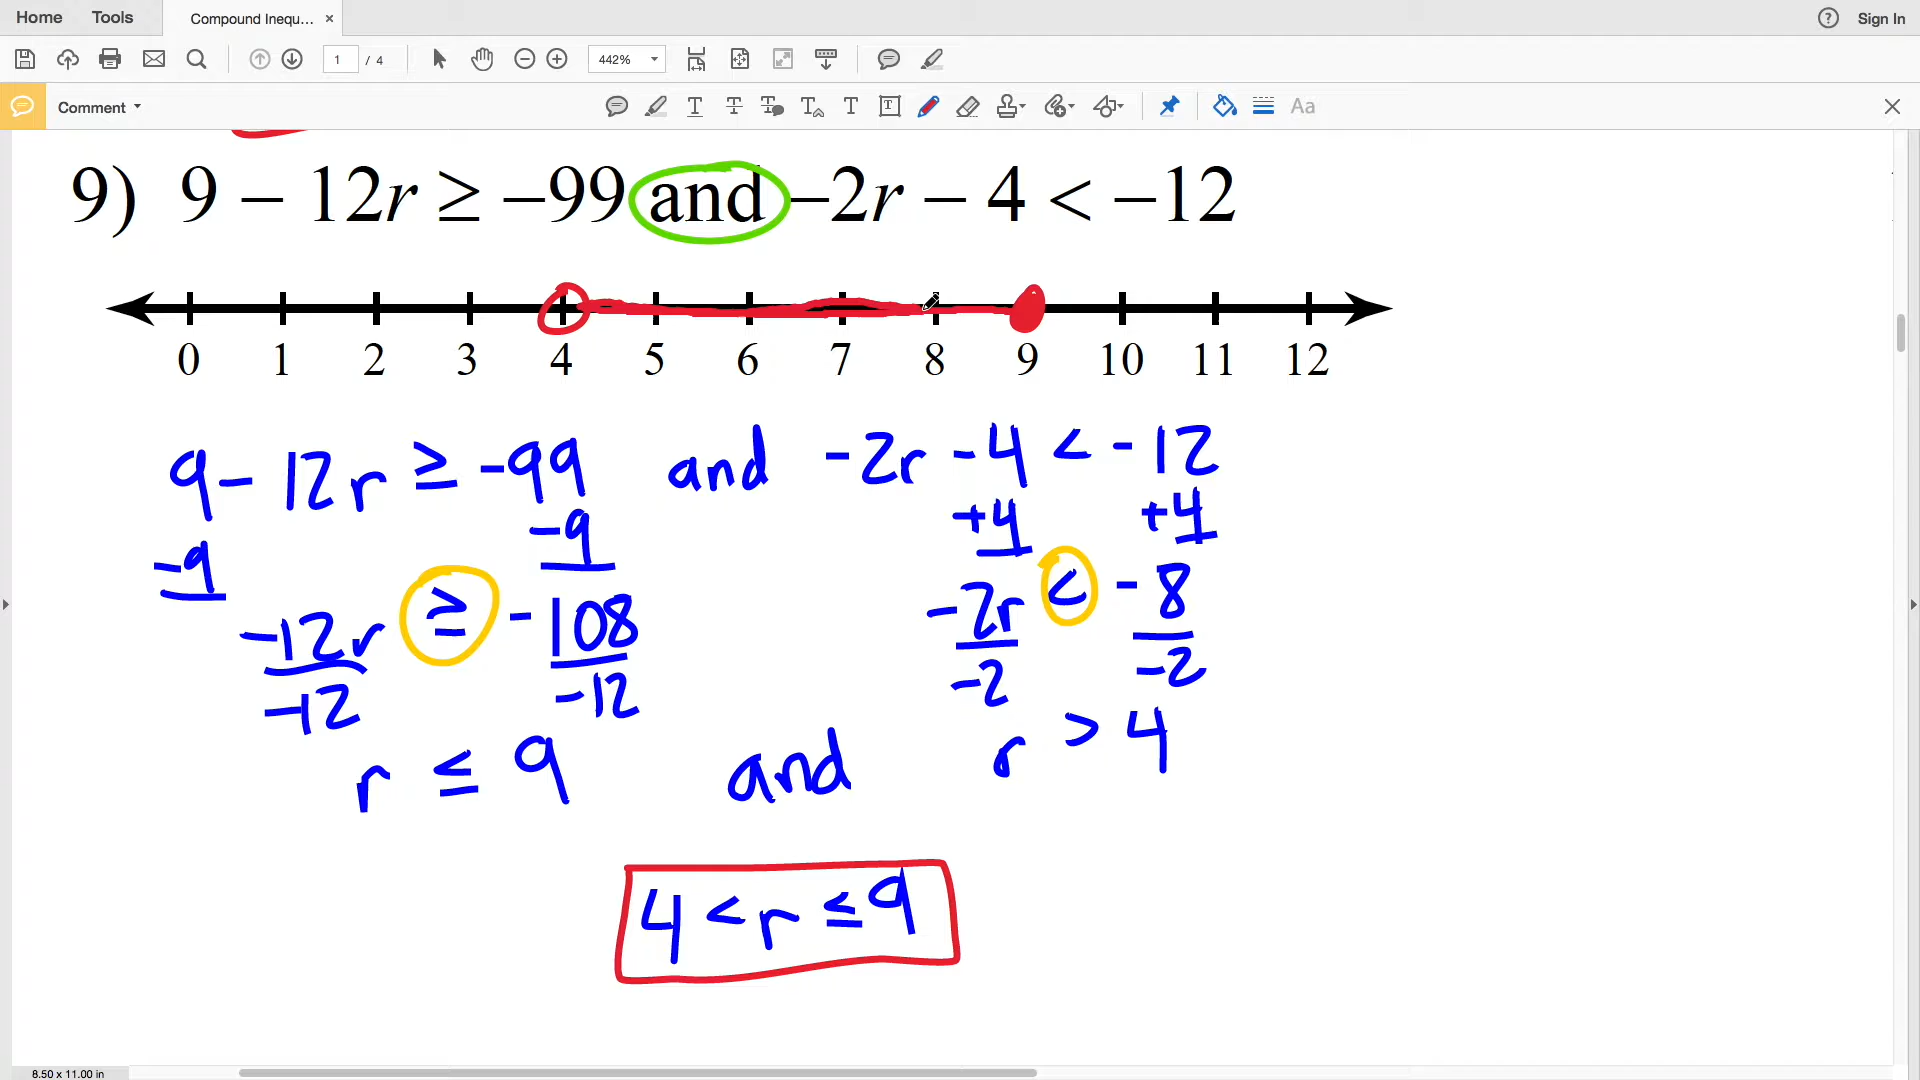 Home Tools Compound Inequ... × ? Sign In
1 / 4 442%
Comment T T T T T T Aa
9) 9 − 12r ≥ −99 and −2r − 4 < −12
0 1 2 3 4 5 6 7 8 9 10 11 12
9 - 12r ≥ -99 and -2r - 4 < -12
-9 -9 +4 +4
-12r ≥ -108 -2r < -8
-12 -12 -2 -2
r ≤ 9 and r > 4
4 < r ≤ 9
8.50 x 11.00 in